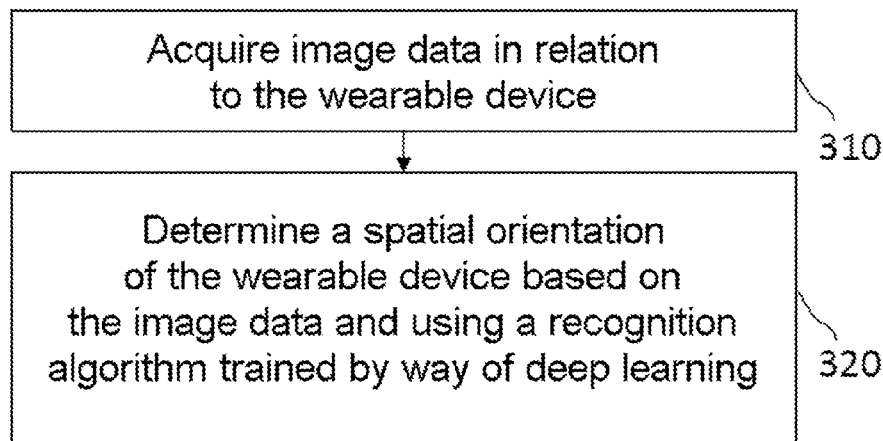 Acquire image data in relation
to the wearable device
310
Determine a spatial orientation
of the wearable device based on
the image data and using a recognition
algorithm trained by way of deep learning
320